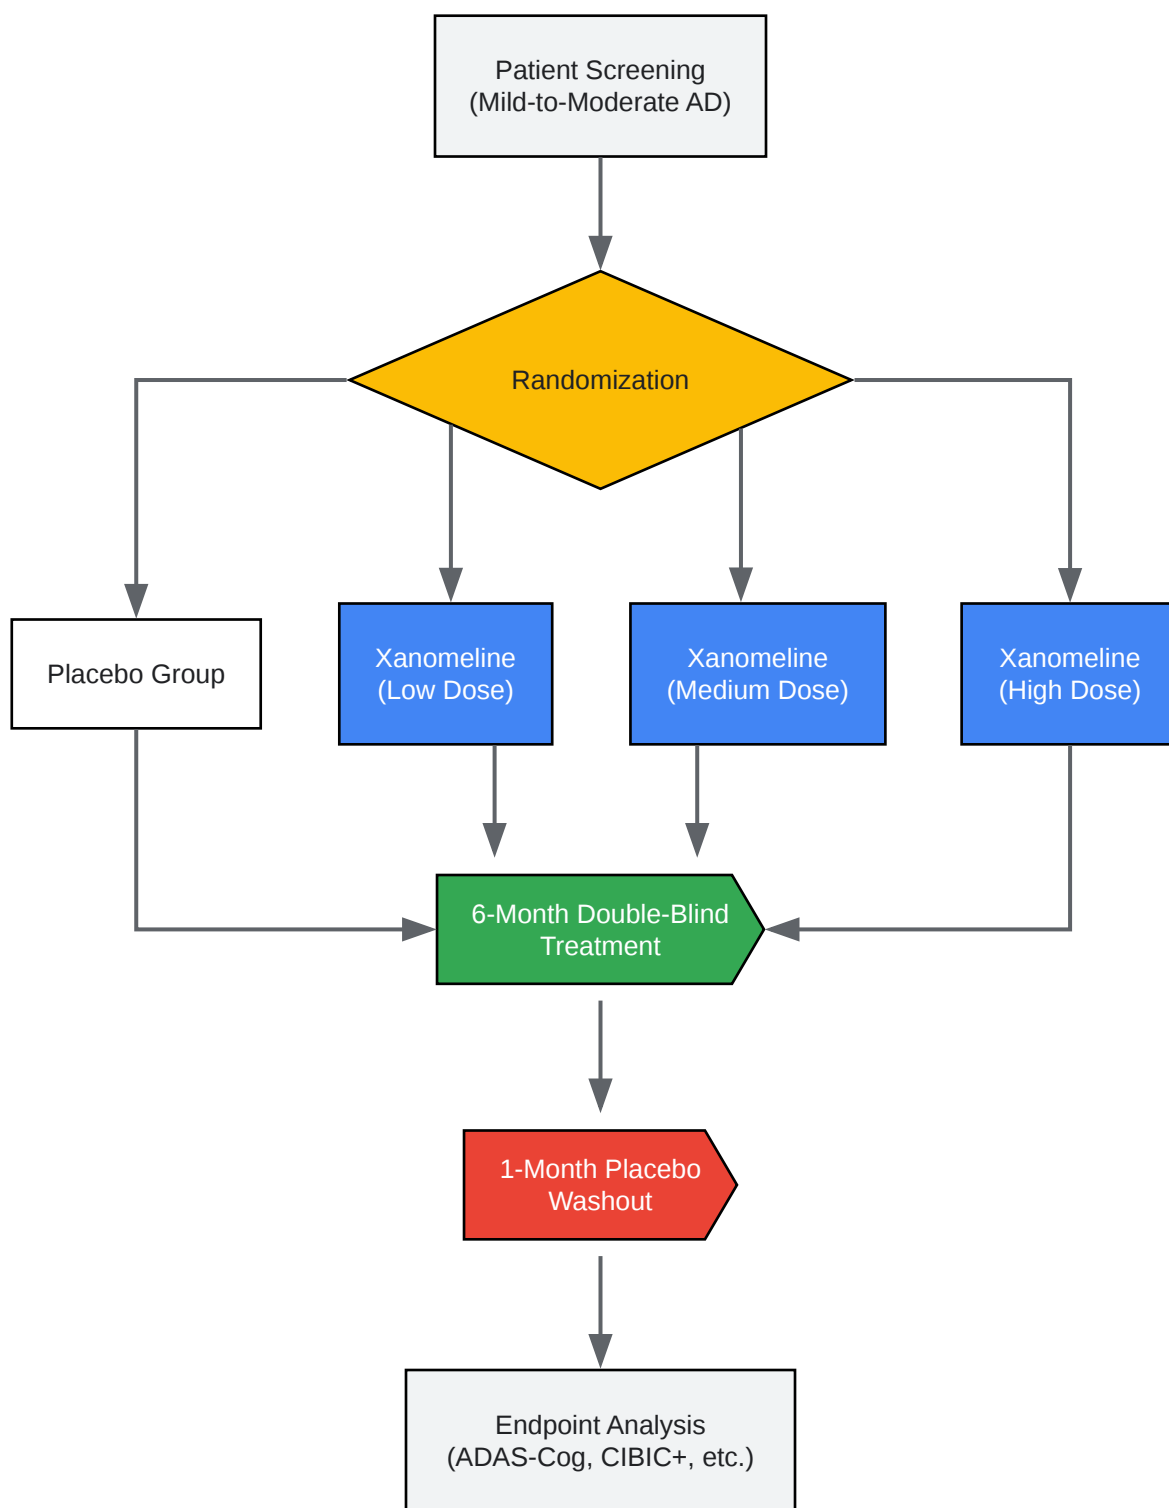 Patient Screening
(Mild-to-Moderate AD)
Randomization
Placebo Group
Xanomeline
(Low Dose)
Xanomeline
(Medium Dose)
Xanomeline
(High Dose)
6-Month Double-Blind
Treatment
1-Month Placebo
Washout
Endpoint Analysis
(ADAS-Cog, CIBIC+, etc.)